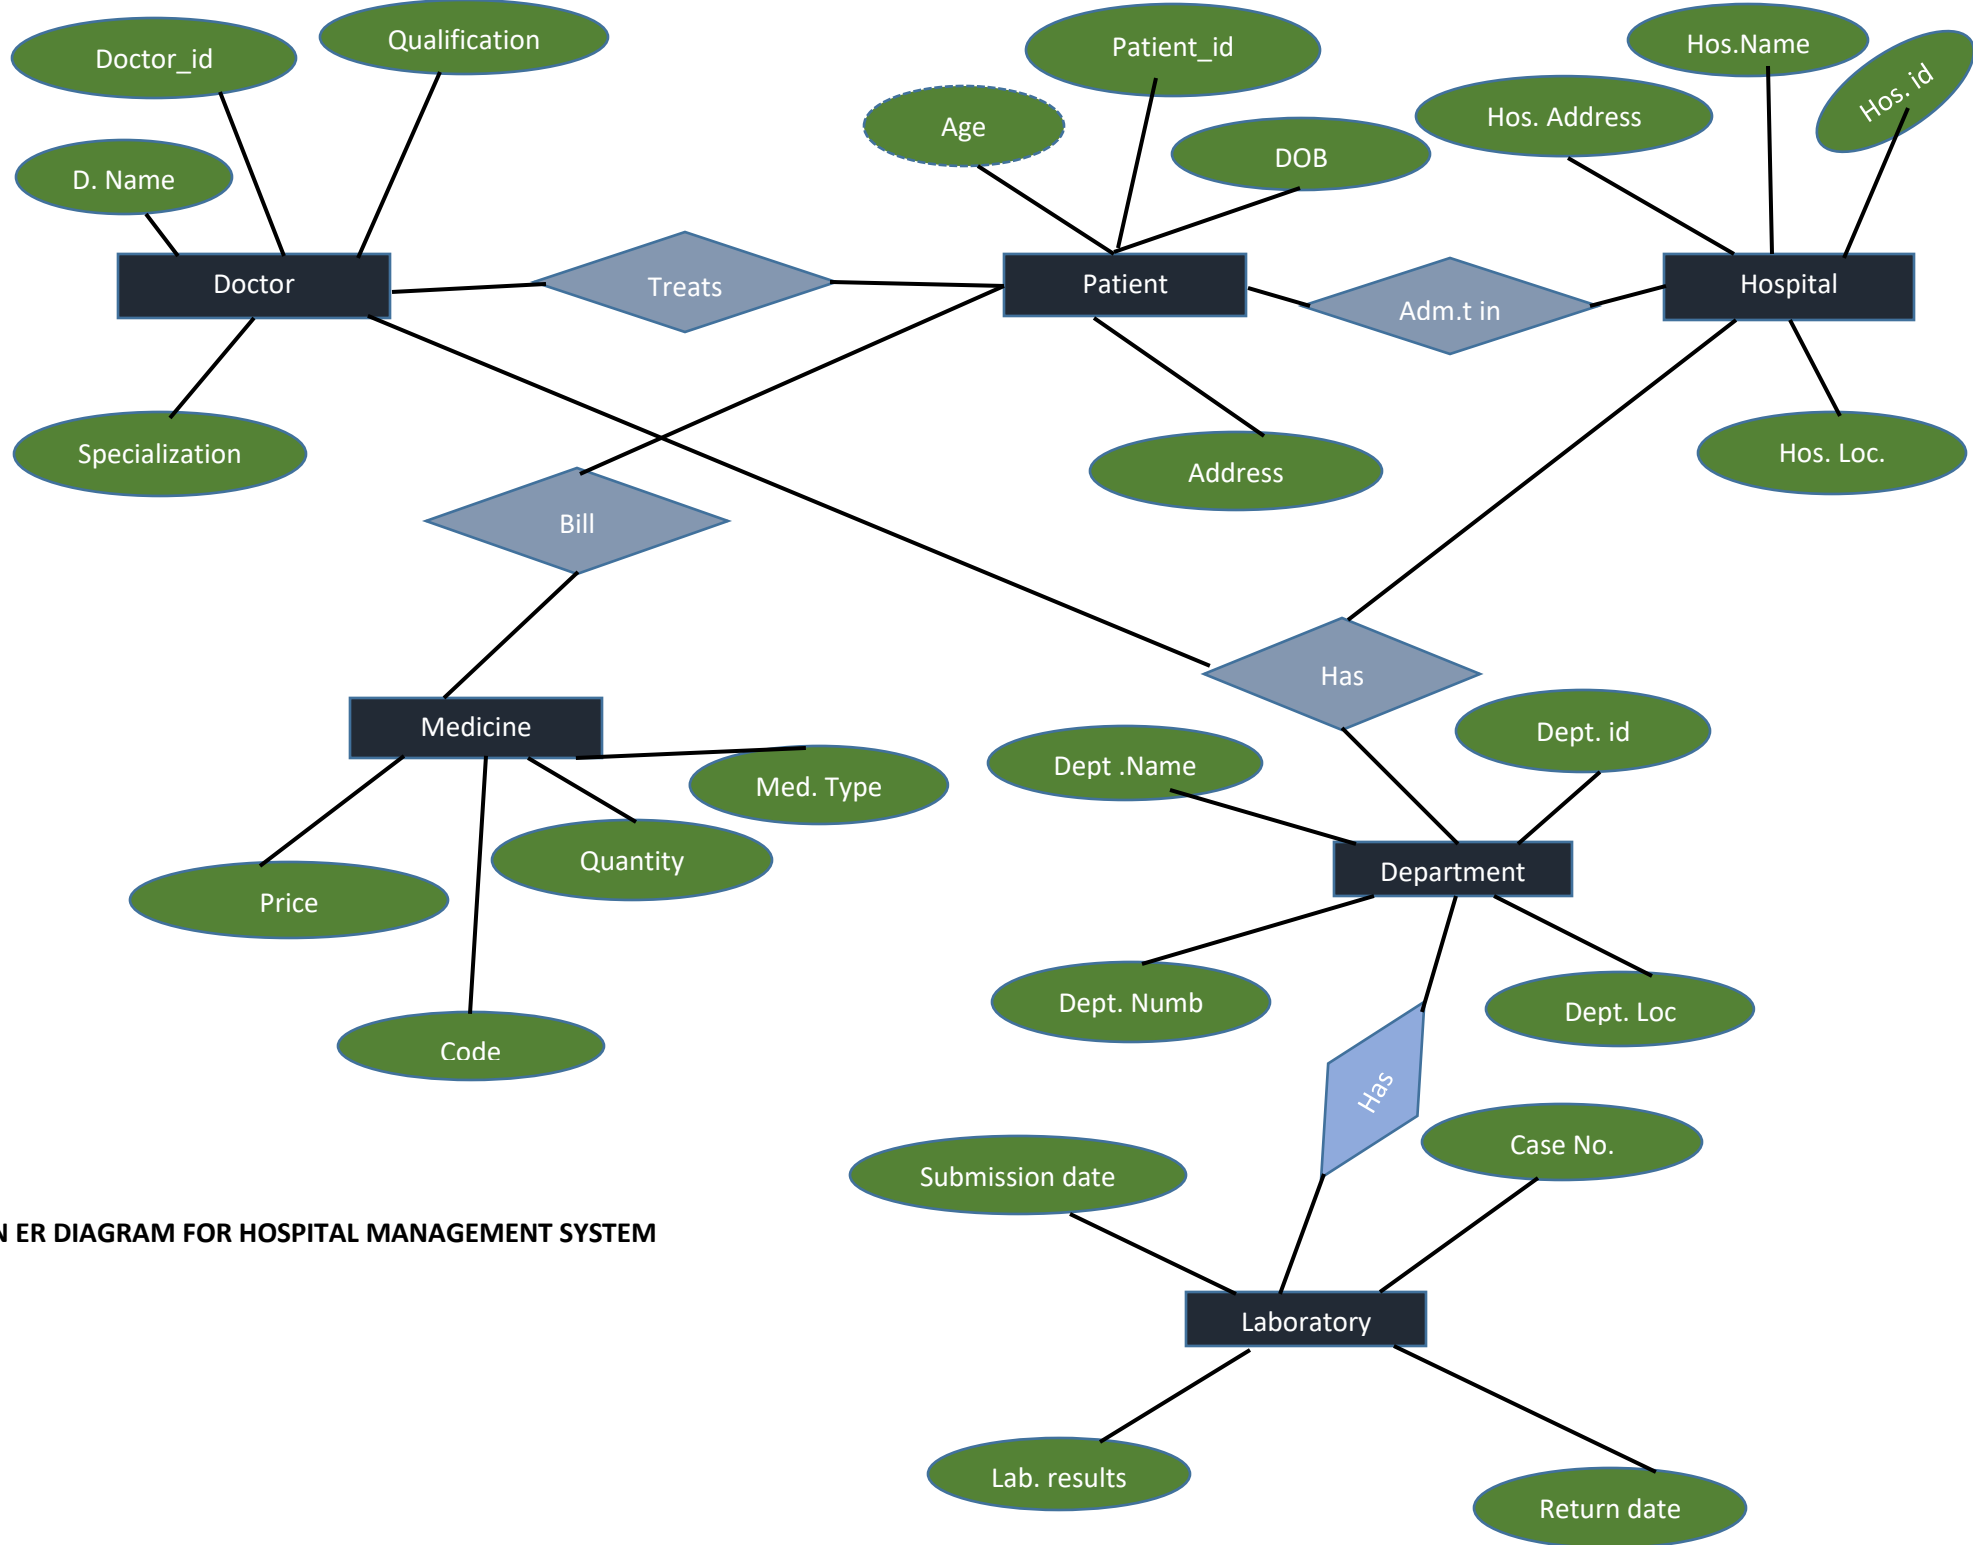 Doctor_id
Qualification
Patient_id
Hos.Name
Hos. id
Age
Hos. Address
DOB
D. Name
Doctor
Treats
Patient
Adm.t in
Hospital
Specialization
Address
Hos. Loc.
Bill
Has
Medicine
Dept. id
Dept .Name
Med. Type
Quantity
Department
Price
Dept. Numb
Dept. Loc
Code
Has
Case No.
Submission date
N ER DIAGRAM FOR HOSPITAL MANAGEMENT SYSTEM
Laboratory
Lab. results
Return date